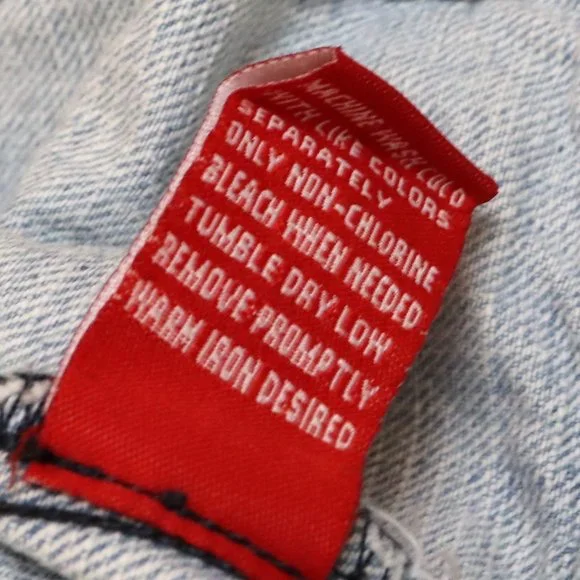 MACHINE WASH COLD
WITH LIKE COLORS
SEPARATELY
ONLY NON-CHLORINE
BLEACH WHEN NEEDED
TUMBLE DRY LOW
REMOVE PROMPTLY
WARM IRON DESIRED